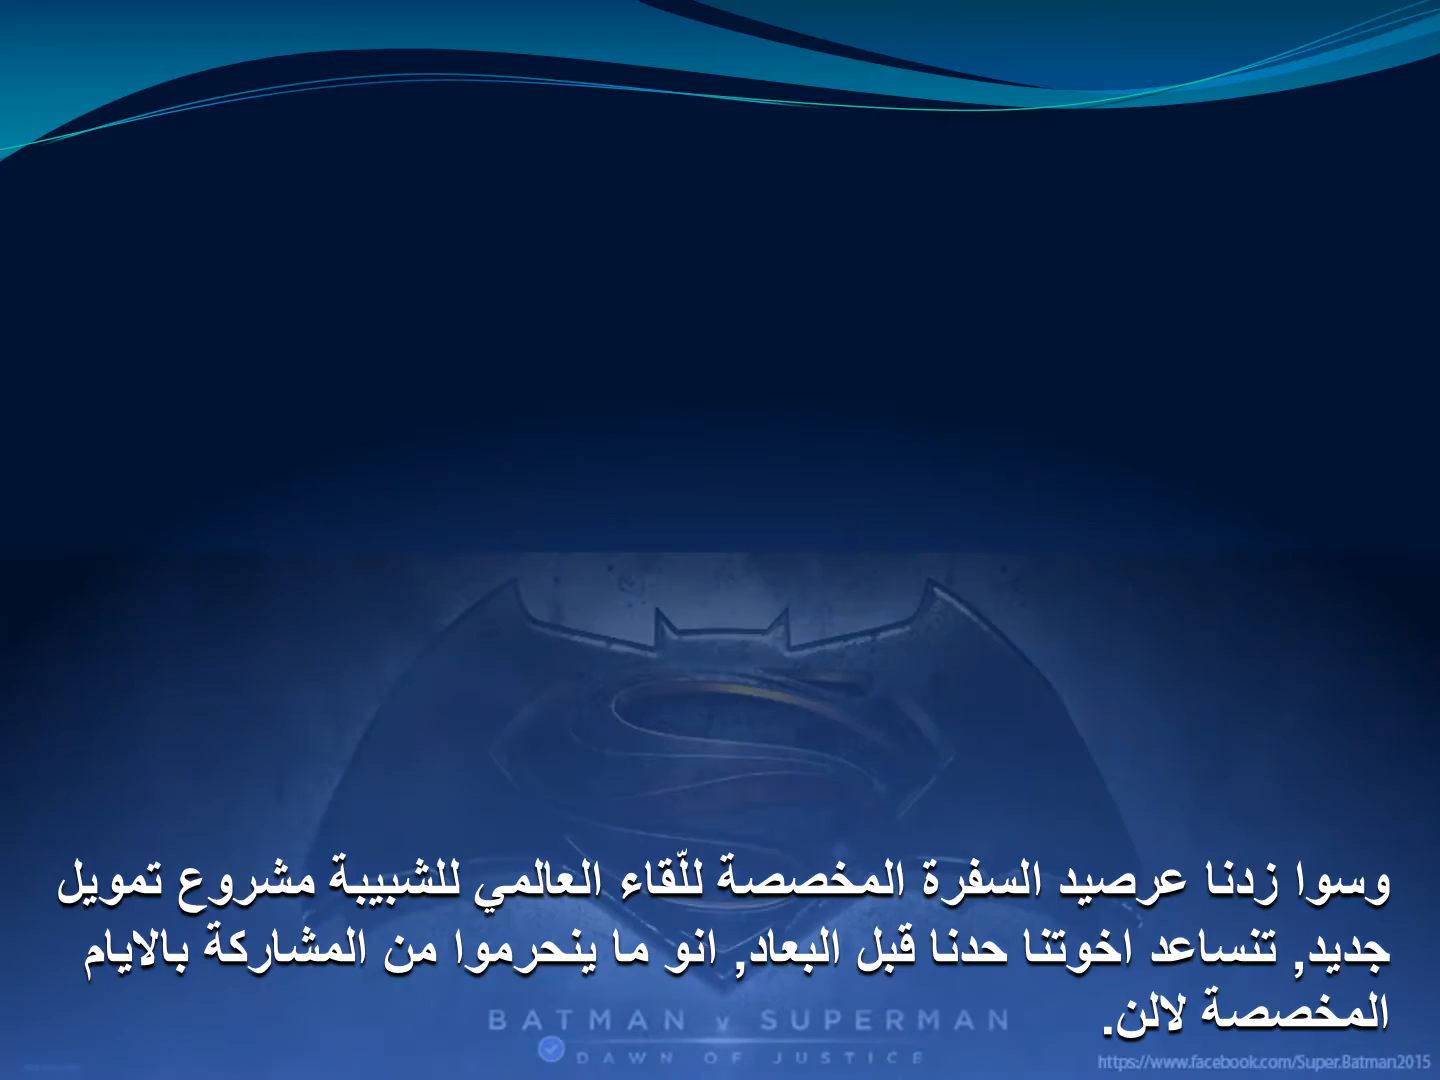 وسوا زدنا عرصيد السفرة المخصصة للّقاء العالمي للشبيبة مشروع تمويل
جديد, تنساعد اخوتنا حدنا قبل البعاد, انو ما ينحرموا من المشاركة بالايام
المخصصة لالن.
BATMAN v SUPERMAN
DAWN OF JUSTICE
https://www.facebook.com/Super.Batman2015